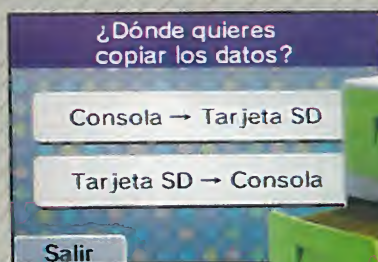 ¿Dónde quieres
copiar los datos?
Consola → Tarjeta SD
Tarjeta SD → Consola
Salir